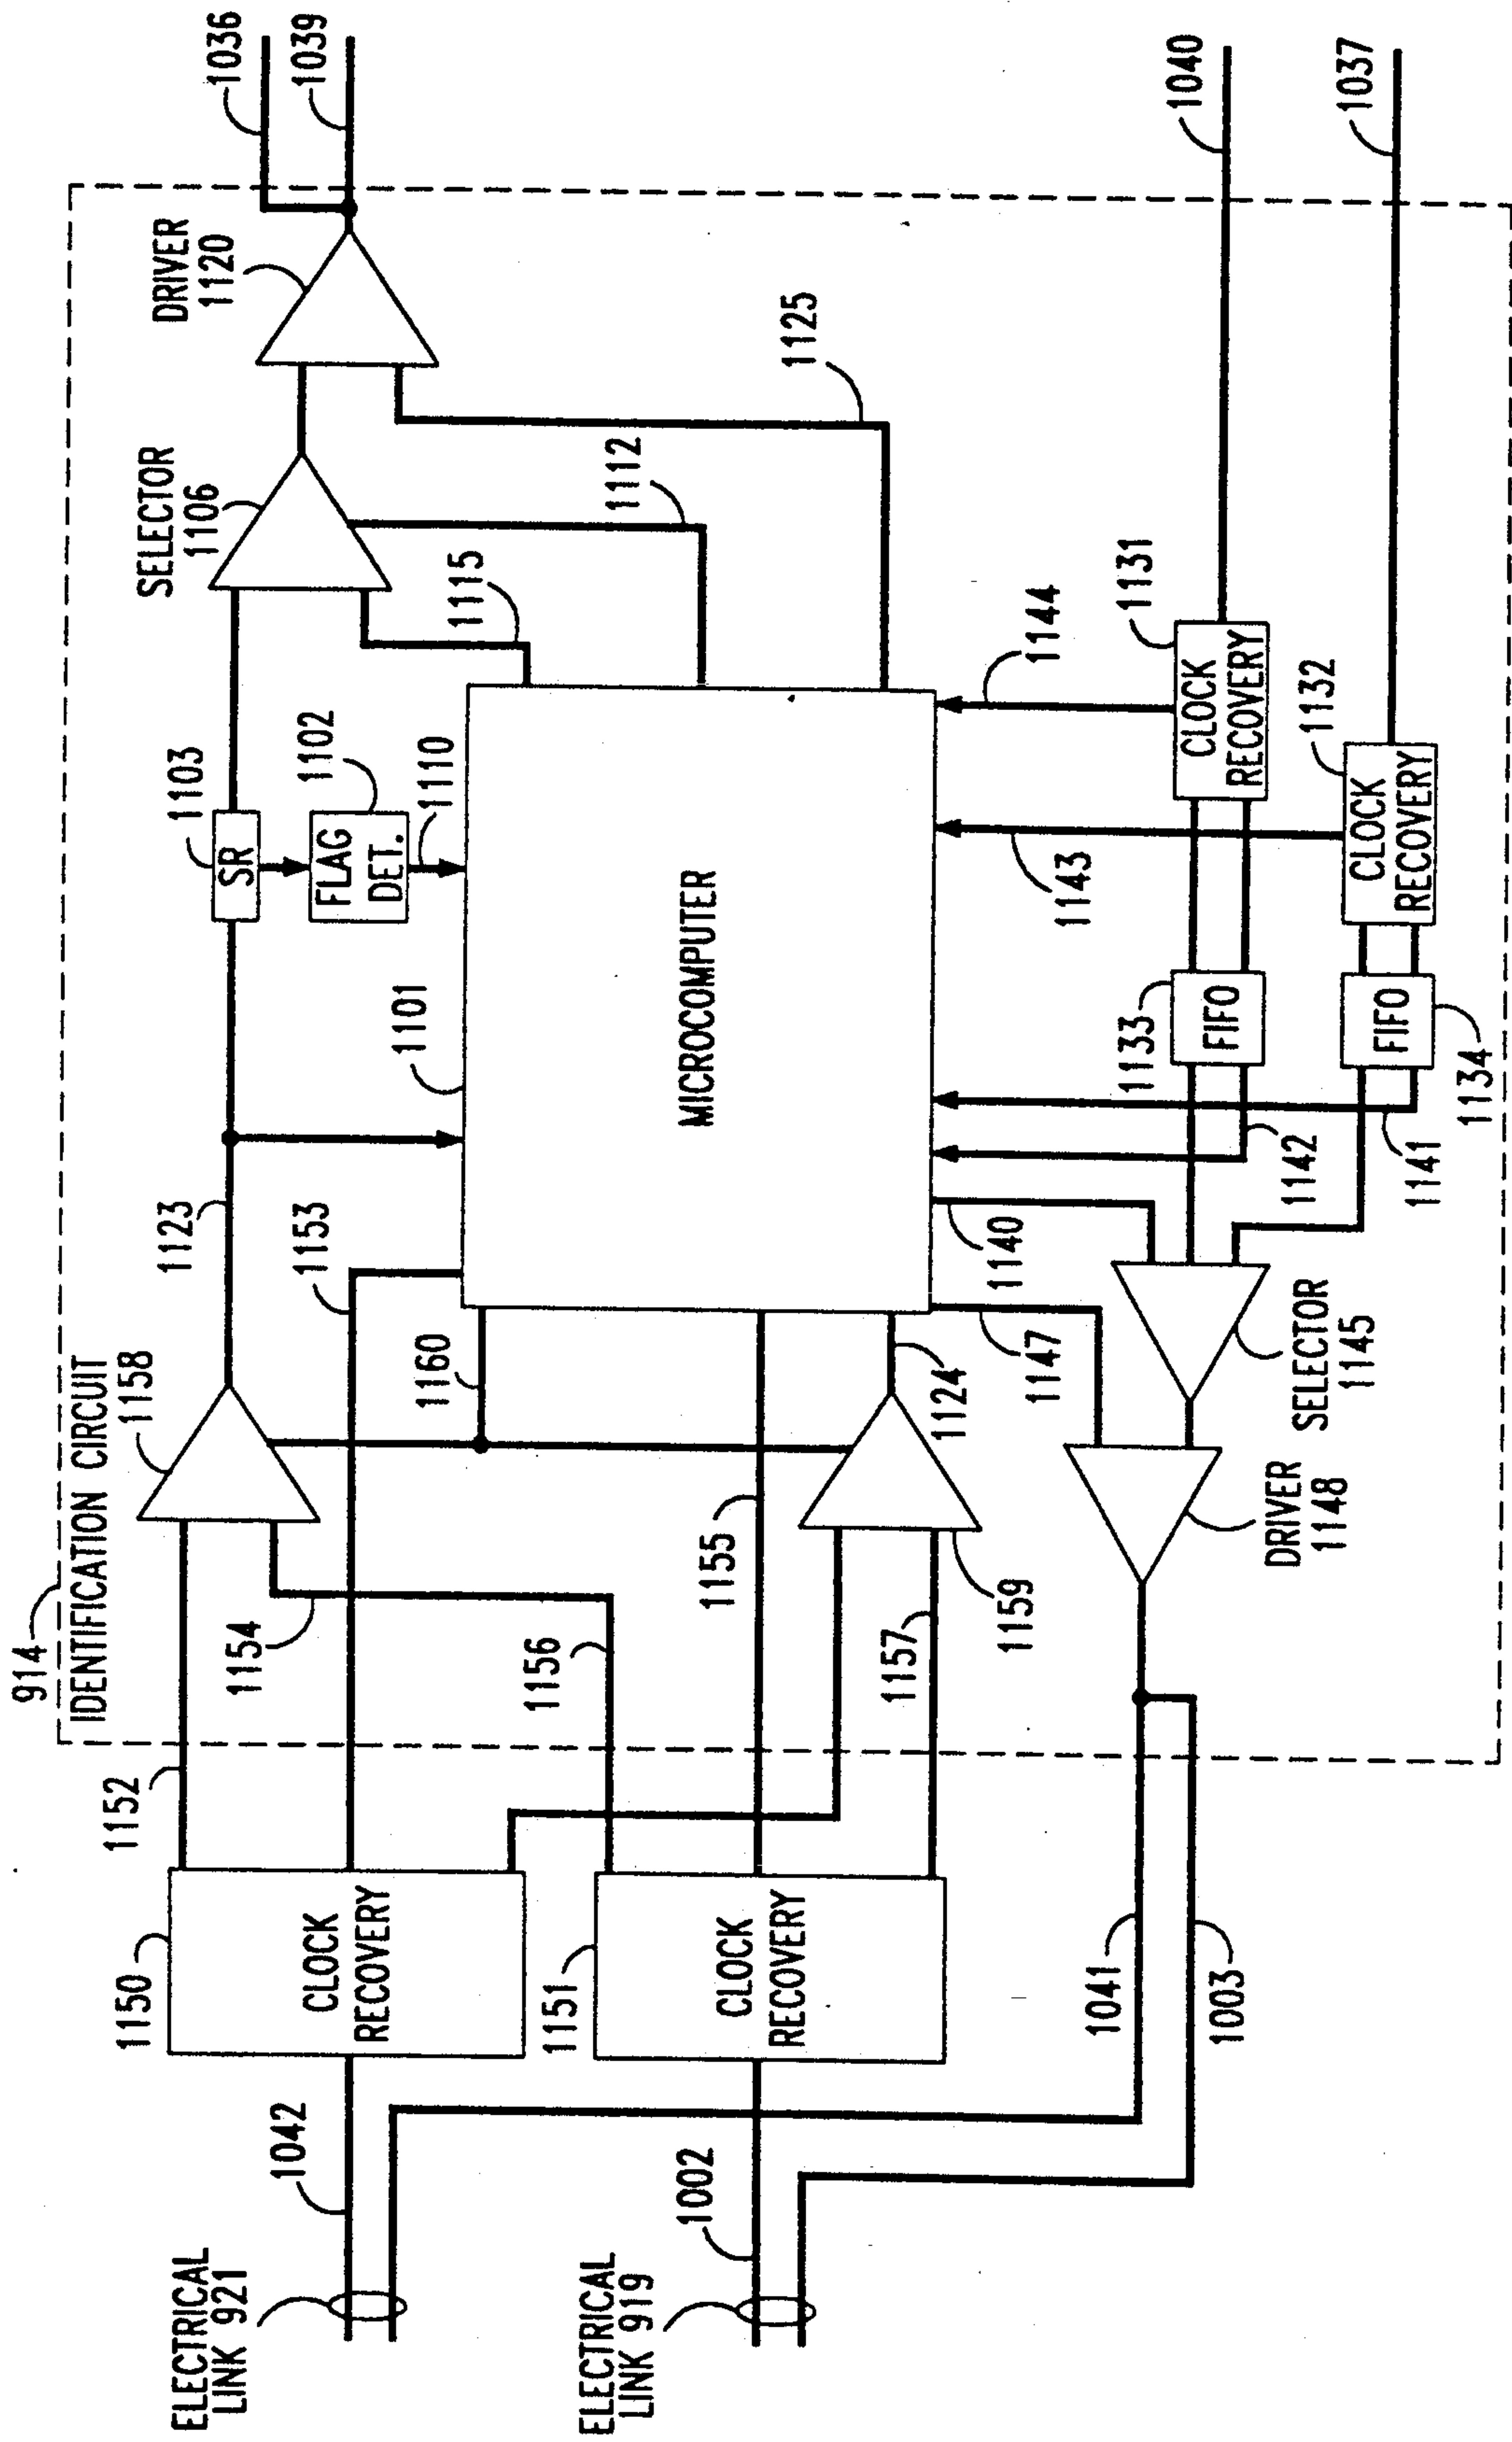 914
IDENTIFICATION CIRCUIT
ELECTRICAL
LINK 921
1042
1150
CLOCK
RECOVERY
1152
1154
1158
1123
1153
1103
SR
1102
FLAG
DET.
1110
SELECTOR
1106
1115
1112
DRIVER
1120
1125
1036
1039
1101
MICROCOMPUTER
1160
ELECTRICAL
LINK 919
1002
1151
CLOCK
RECOVERY
1156
1155
1157
1159
1124
1147
1140
1142
1141
1133
FIFO
1134
FIFO
1143
1144
1131
CLOCK
RECOVERY
1132
CLOCK
RECOVERY
1040
1037
SELECTOR
1145
DRIVER
1148
1041
1003